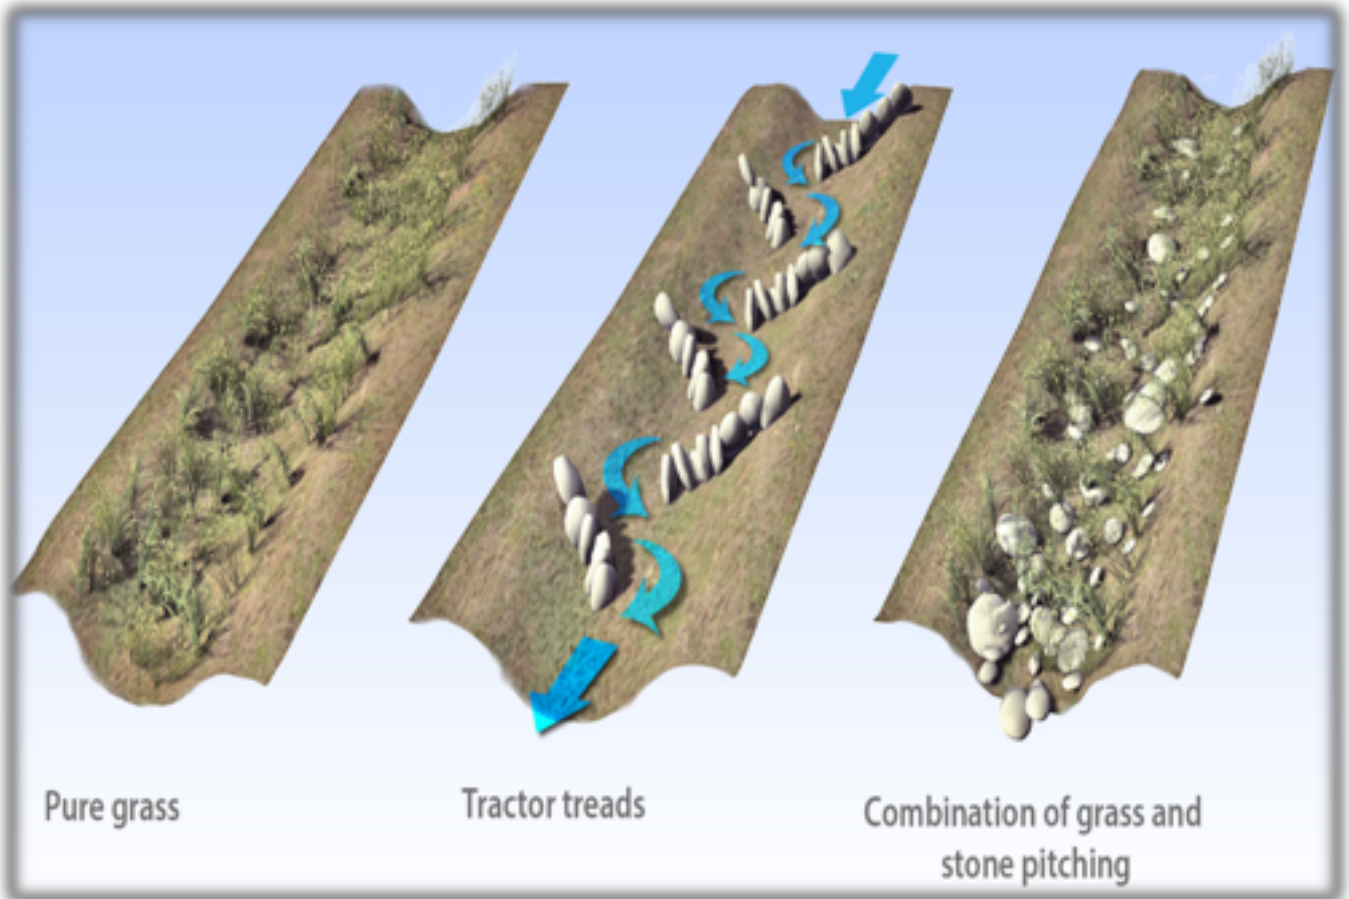 Pure grass
Tractor treads
Combination of grass and
stone pitching